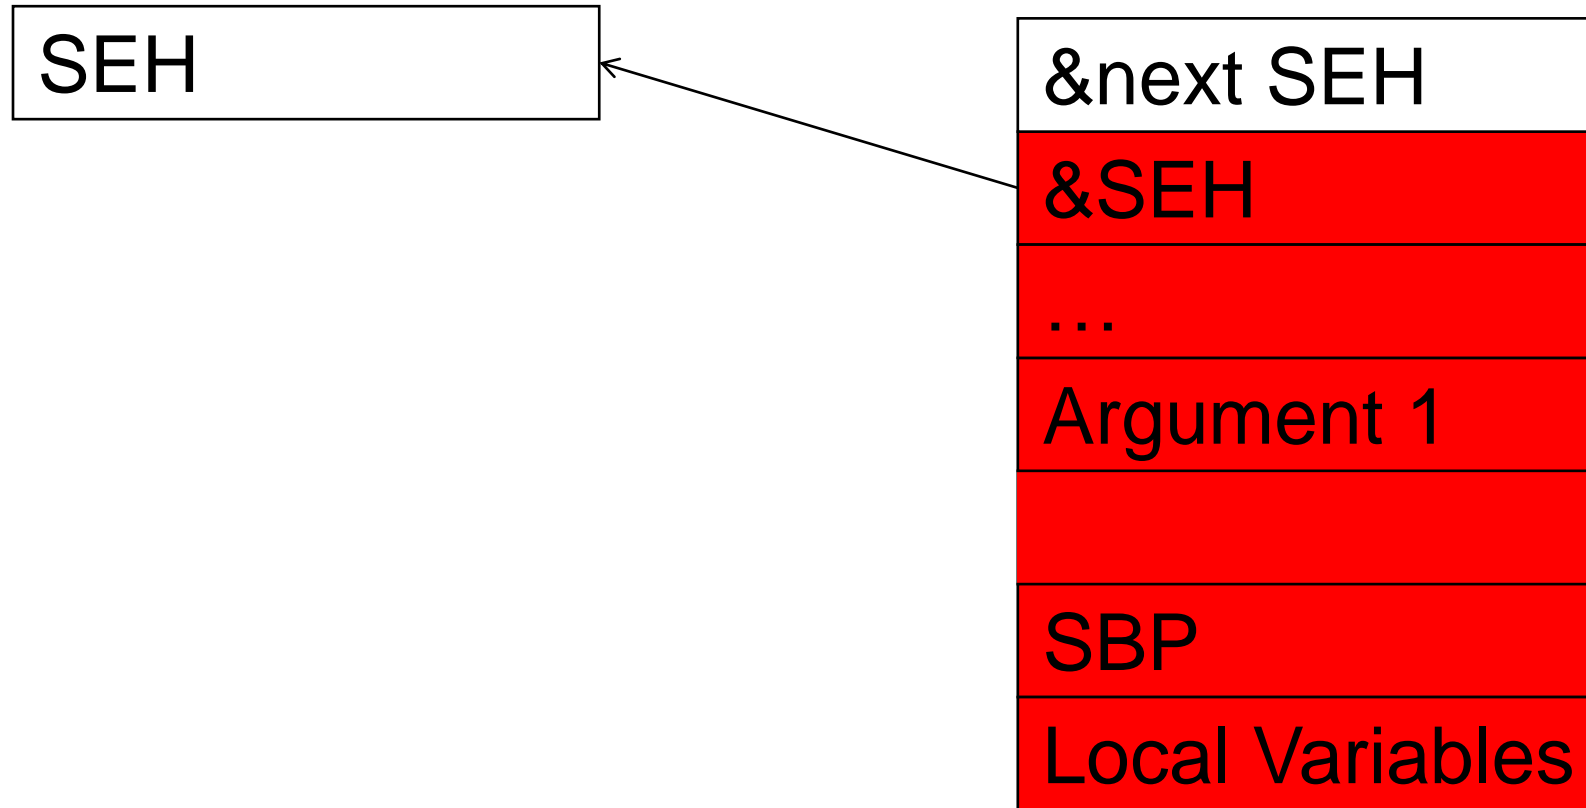 SEH
&next SEH
&SEH
…
Argument 1
SBP
Local Variables